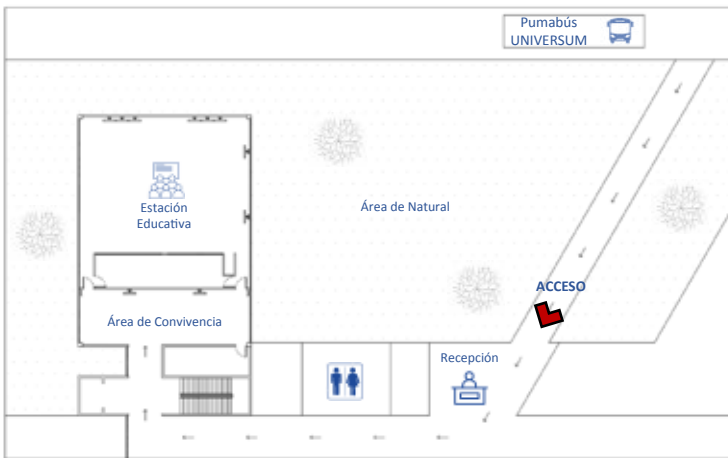 Pumabús
UNIVERSUM
Estación
Educativa
Área de Natural
ACCESO
Área de Convivencia
Recepción